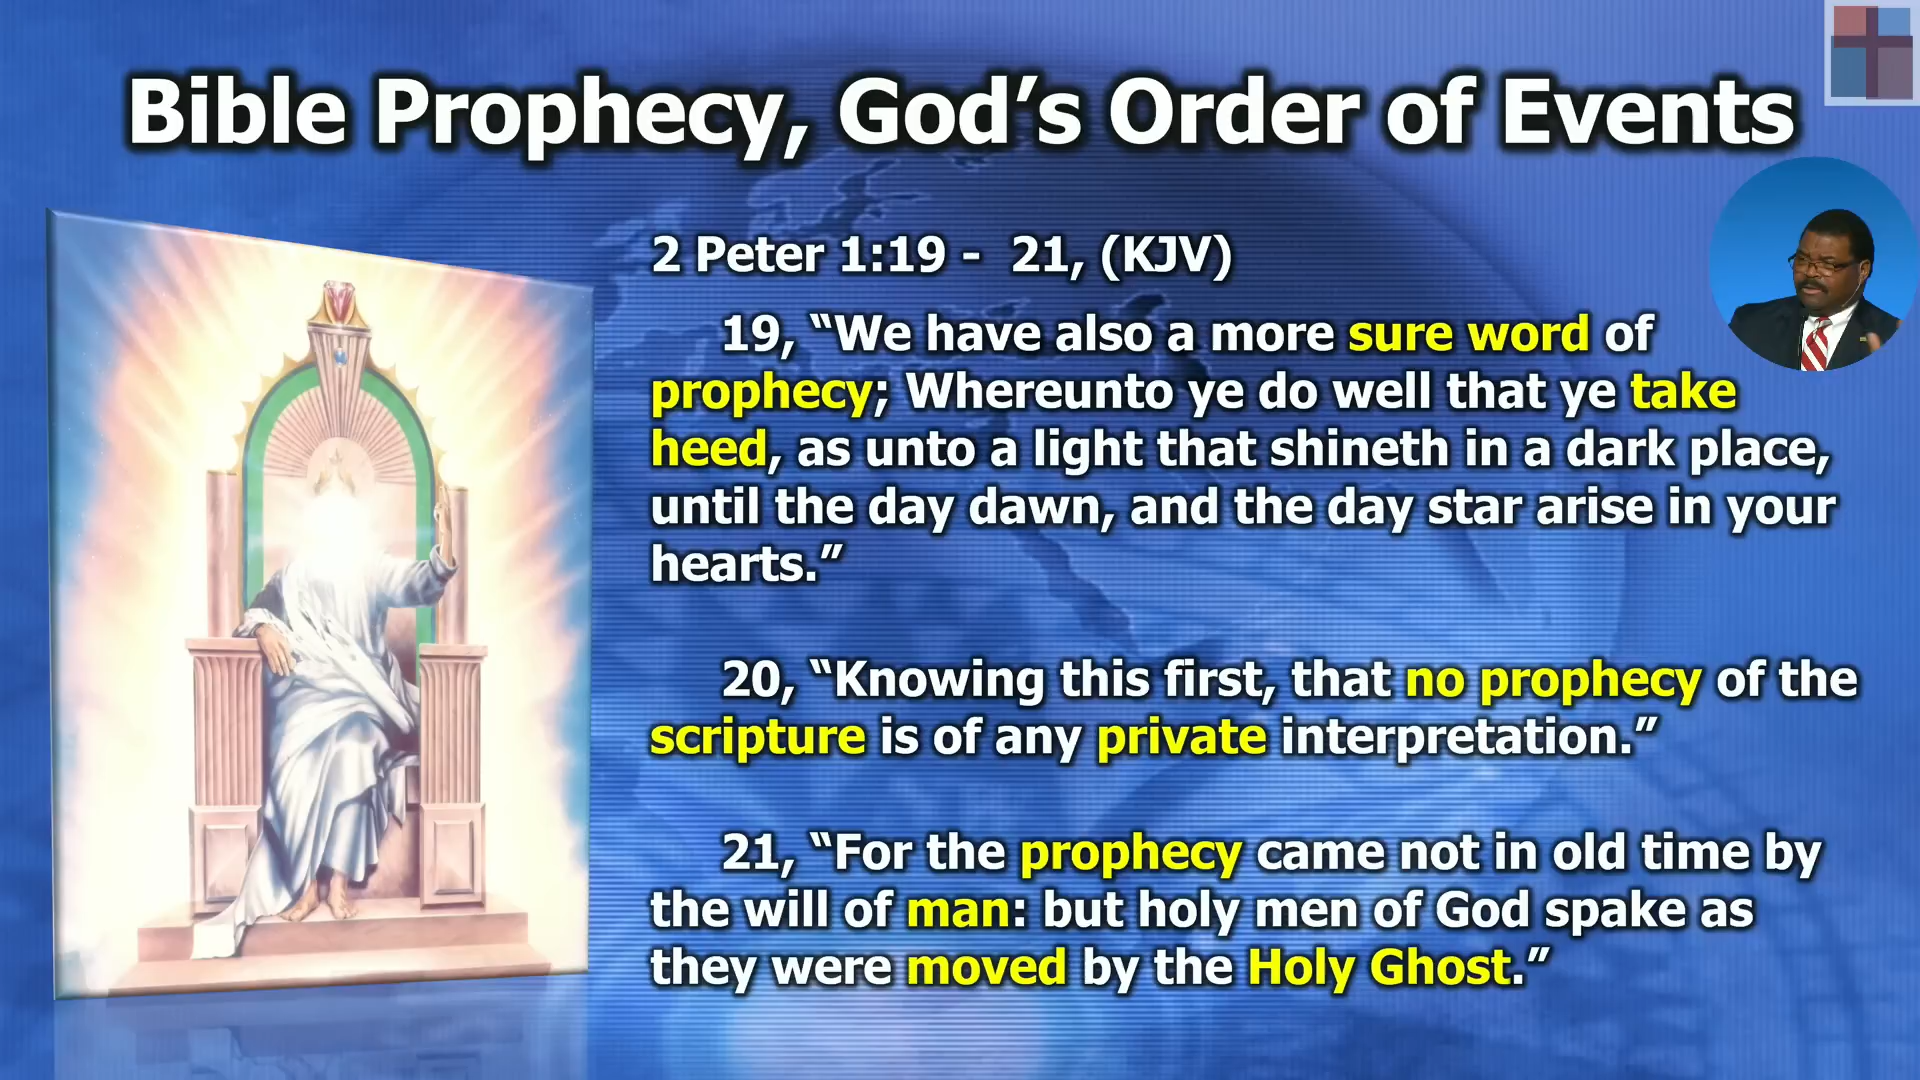 Bible Prophecy, God’s Order of Events
2 Peter 1:19 -  21, (KJV)
19, “We have also a more sure word of
prophecy; Whereunto ye do well that ye take
heed, as unto a light that shineth in a dark place,
until the day dawn, and the day star arise in your
hearts.”
20, “Knowing this first, that no prophecy of the
scripture is of any private interpretation.”
21, “For the prophecy came not in old time by
the will of man: but holy men of God spake as
they were moved by the Holy Ghost.”